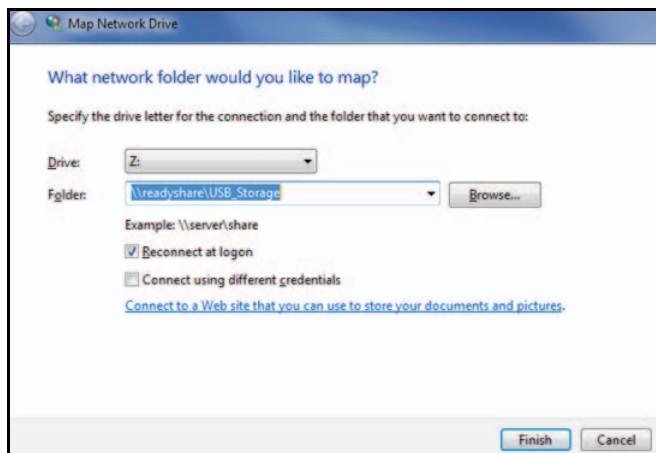 Map Network Drive
What network folder would you like to map?
Specify the drive letter for the connection and the folder that you want to connect to:
Drive: Z:
Folder: \\readyshare\USB_Storage Browse...
Example: \\server\share
Reconnect at logon
Connect using different credentials
Connect to a Web site that you can use to store your documents and pictures.
Finish Cancel